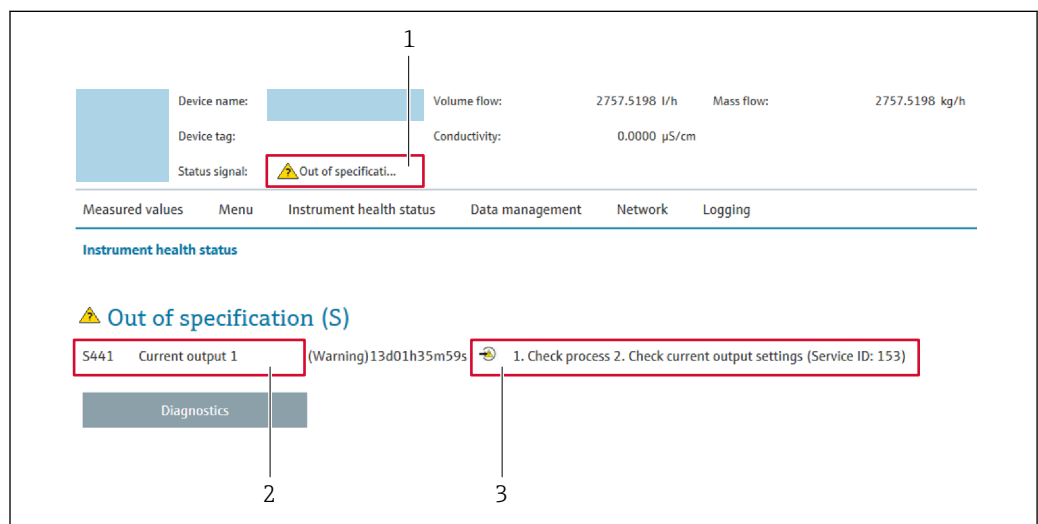 1
Device name: Volume flow: 2757.5198 l/h Mass flow: 2757.5198 kg/h
Device tag: Conductivity: 0.0000 µS/cm
Status signal: Out of specificati...
Measured values Menu Instrument health status Data management Network Logging
Instrument health status
Out of specification (S)
S441 Current output 1 (Warning)13d01h35m59s 1. Check process 2. Check current output settings (Service ID: 153)
Diagnostics
2 3